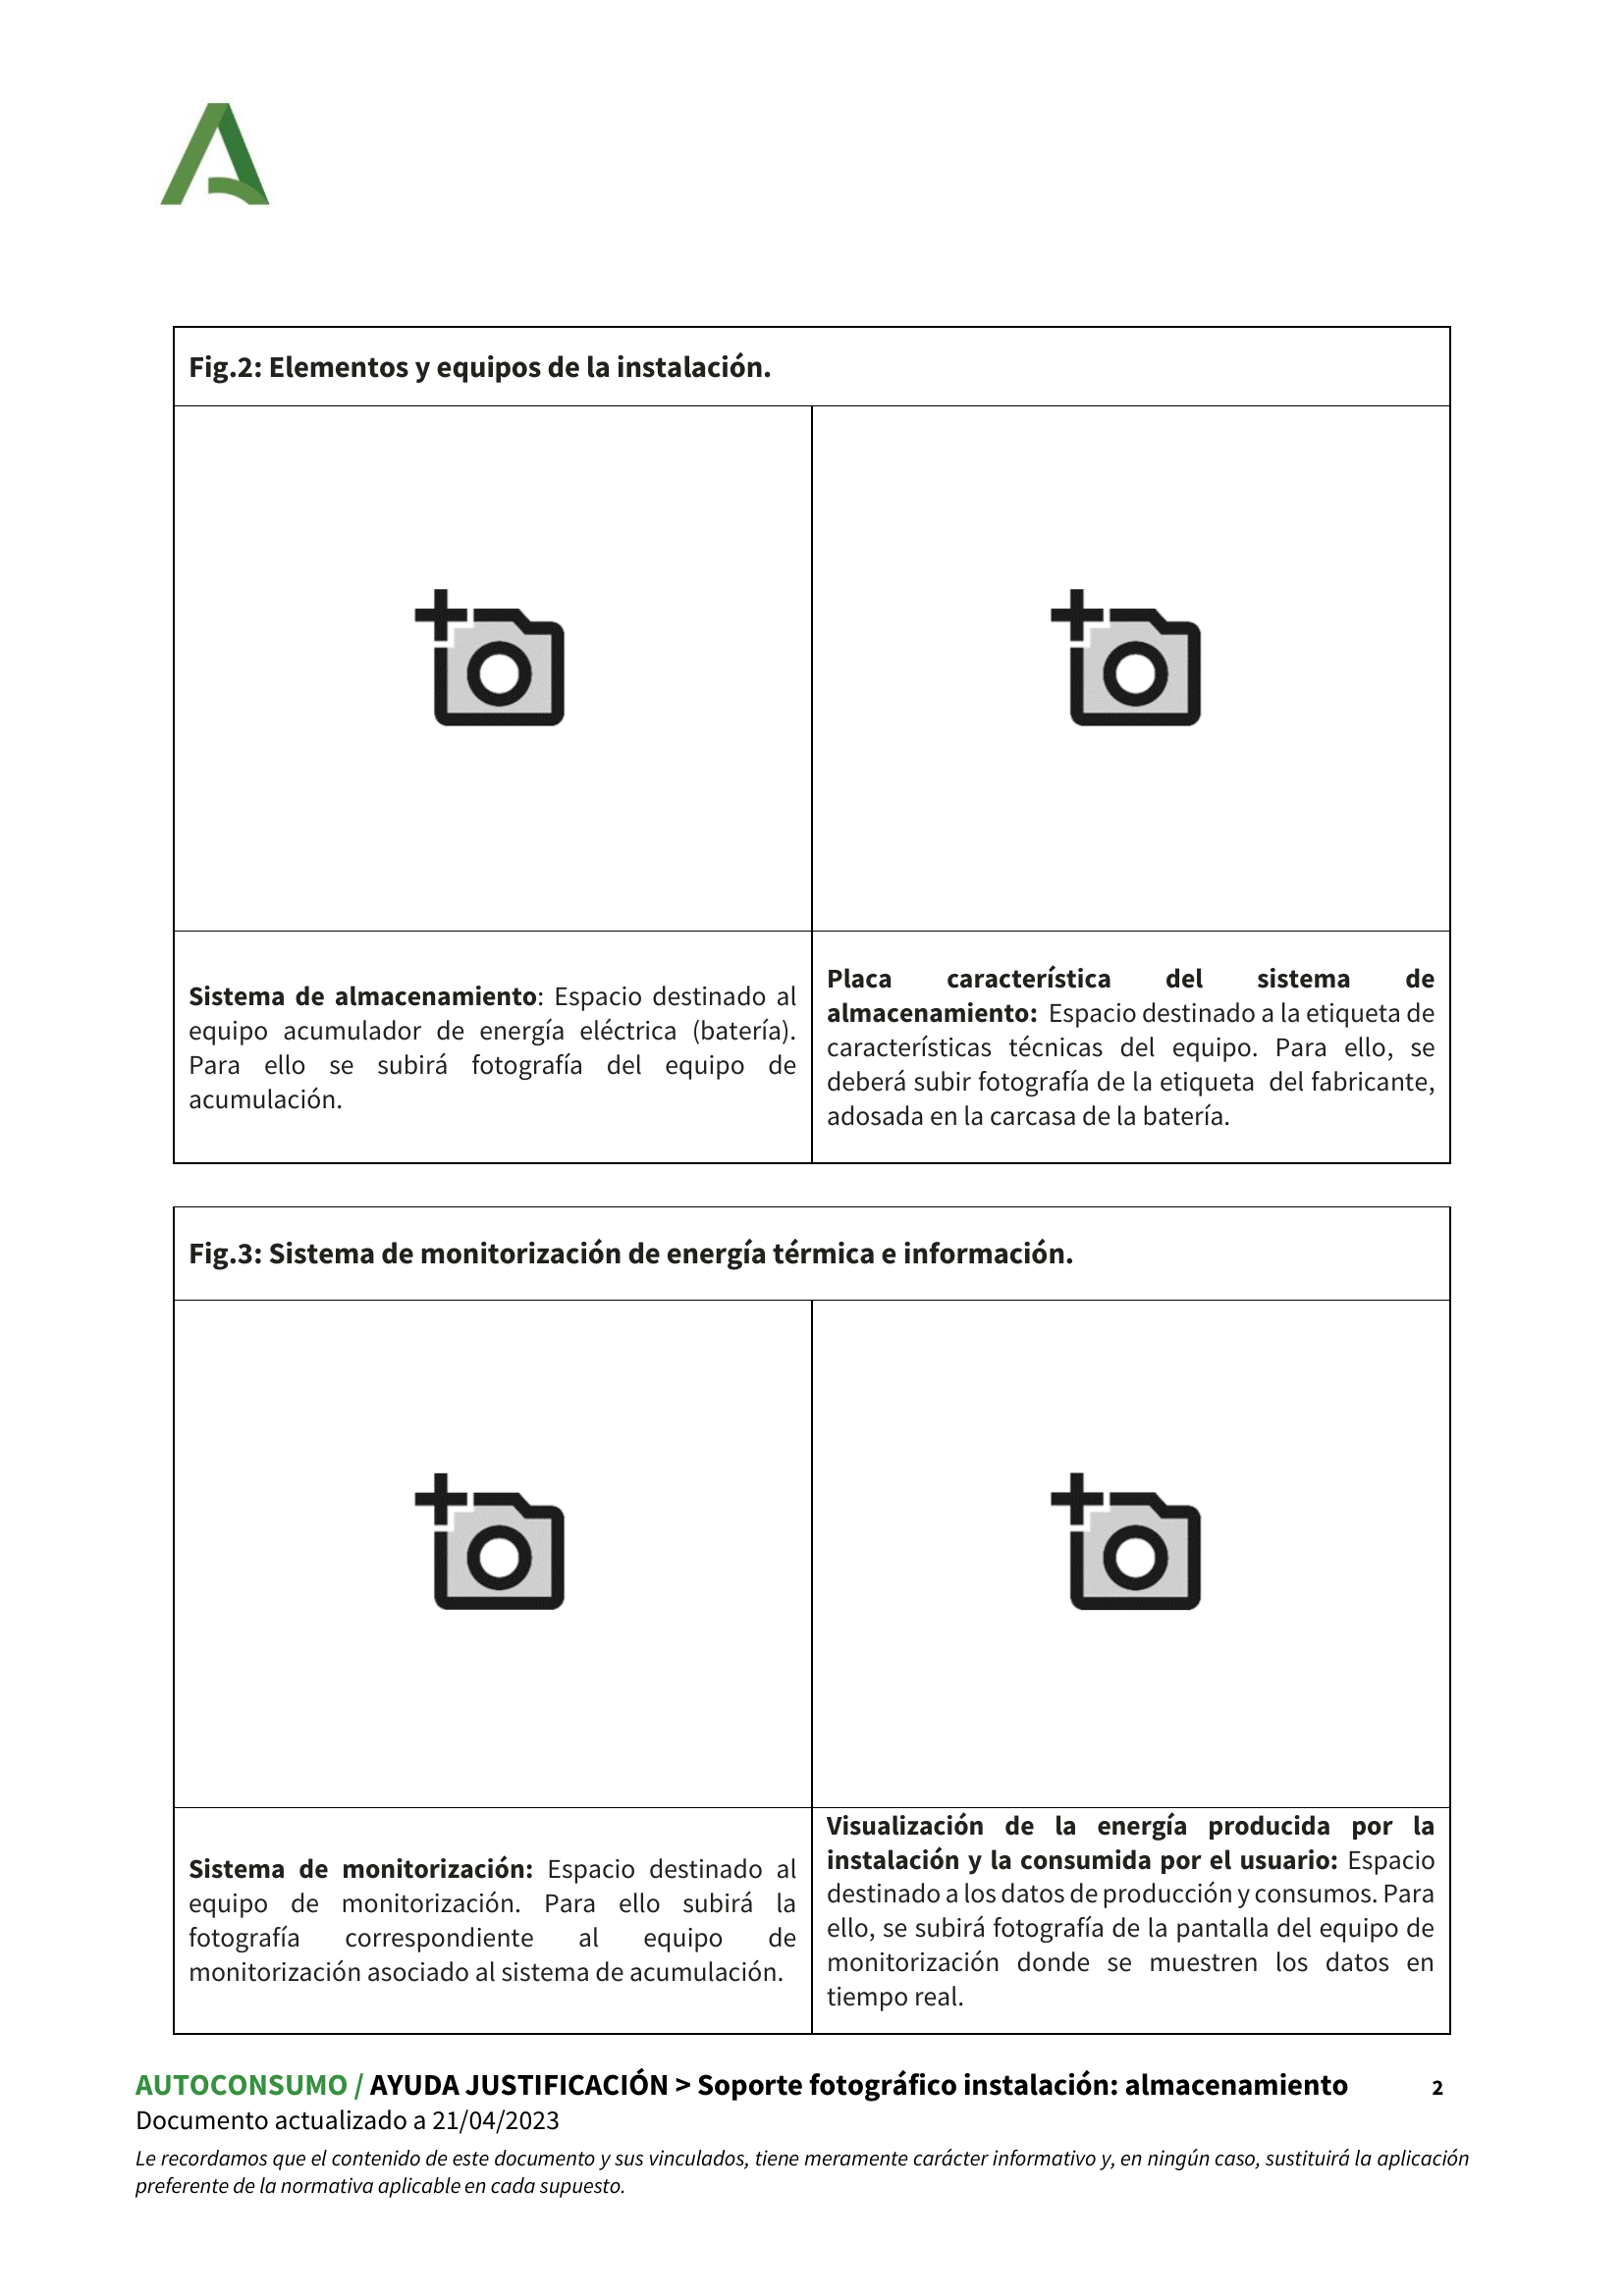 Fig.2: Elementos y equipos de la instalación.
Sistema de almacenamiento: Espacio destinado al
equipo acumulador de energía eléctrica (batería).
Para ello se subirá fotografía del equipo de
acumulación.
Placa característica del sistema de
almacenamiento: Espacio destinado a la etiqueta de
características técnicas del equipo. Para ello, se
deberá subir fotografía de la etiqueta del fabricante,
adosada en la carcasa de la batería.
Fig.3: Sistema de monitorización de energía térmica e información.
Sistema de monitorización: Espacio destinado al
equipo de monitorización. Para ello subirá la
fotografía correspondiente al equipo de
monitorización asociado al sistema de acumulación.
Visualización de la energía producida por la
instalación y la consumida por el usuario: Espacio
destinado a los datos de producción y consumos. Para
ello, se subirá fotografía de la pantalla del equipo de
monitorización donde se muestren los datos en
tiempo real.
AUTOCONSUMO / AYUDA JUSTIFICACIÓN > Soporte fotográfico instalación: almacenamiento 2
Documento actualizado a 21/04/2023
Le recordamos que el contenido de este documento y sus vinculados, tiene meramente carácter informativo y, en ningún caso, sustituirá la aplicación
preferente de la normativa aplicable en cada supuesto.